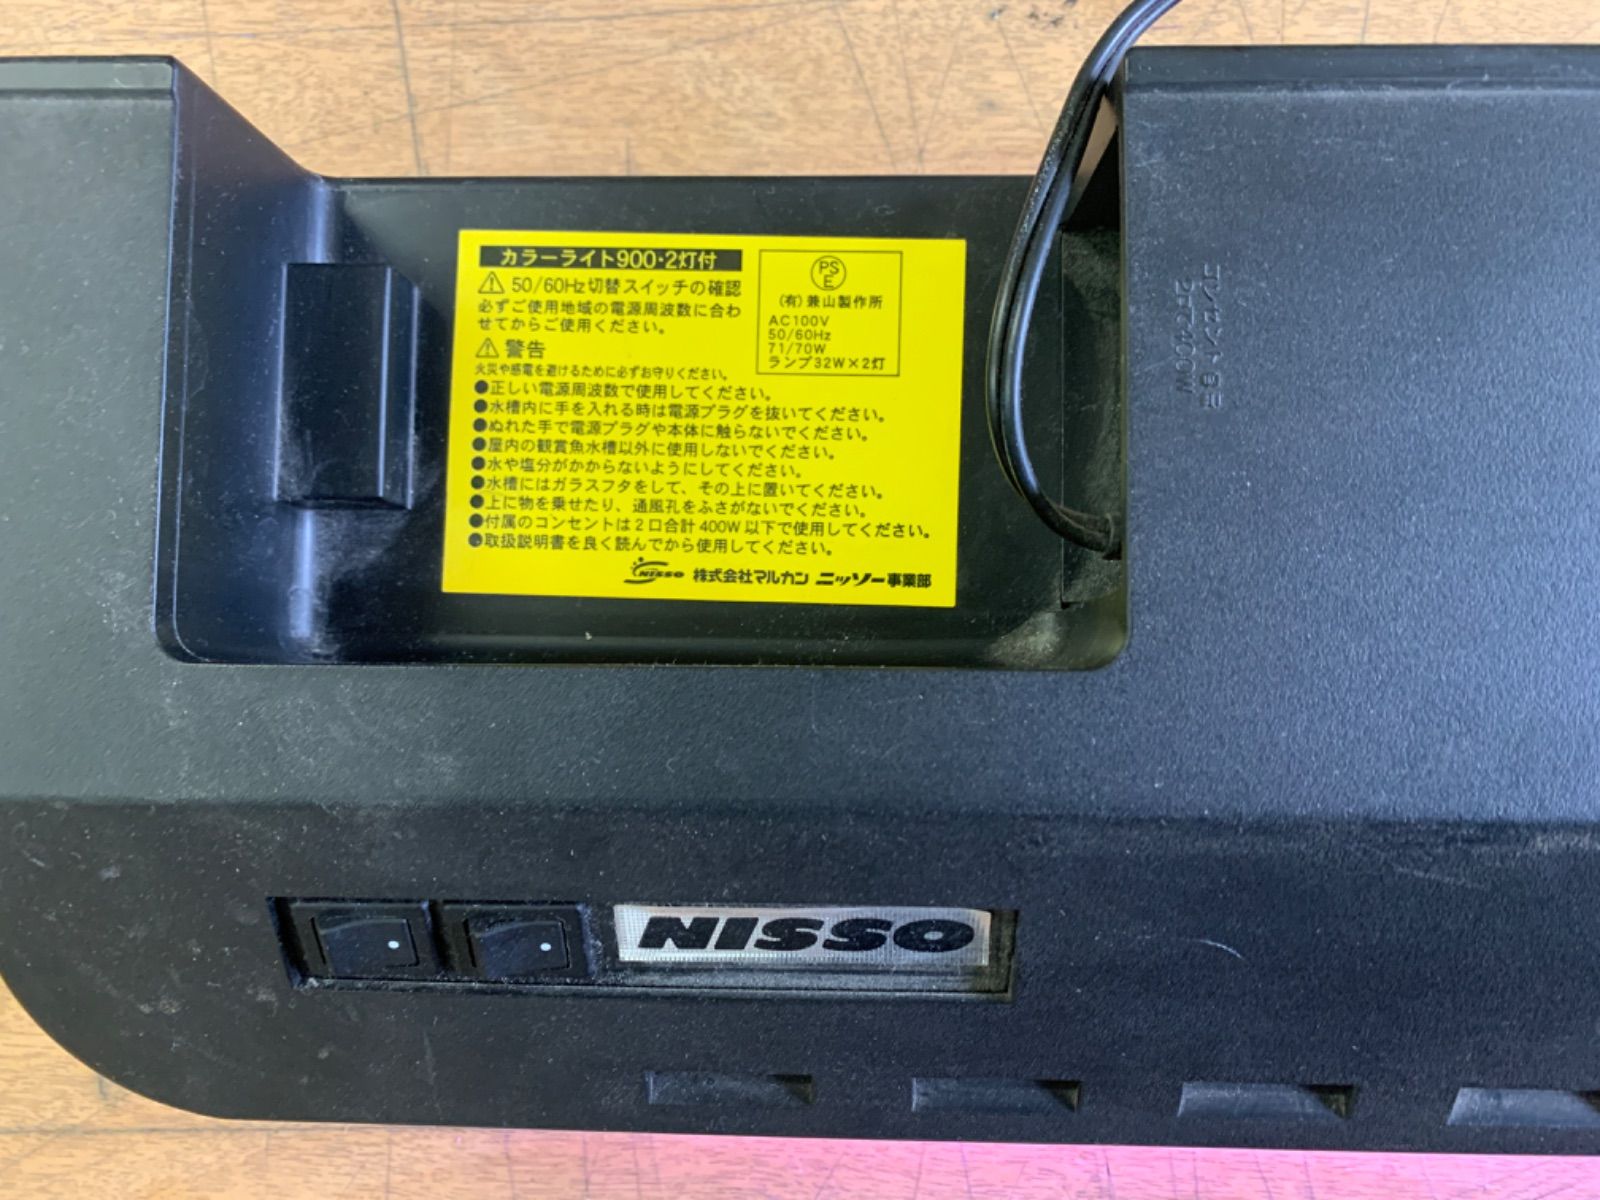 カラーライト900・2灯付
⚠ 50/60Hz切替スイッチの確認
必ずご使用地域の電源周波数に合わ
せてからご使用ください。
⚠ 警告
火災や感電を避けるために必ずお守りください。
●正しい電源周波数で使用してください。
●水槽内に手を入れる時は電源プラグを抜いてください。
●ぬれた手で電源プラグや本体に触らないでください。
●屋内の観賞魚水槽以外に使用しないでください。
●水や塩分がかからないようにしてください。
●水槽にはガラスフタをして、その上に置いてください。
●上に物を乗せたり、通風孔をふさがないでください。
●付属のコンセントは2口合計400W以下で使用してください。
●取扱説明書を良く読んでから使用してください。
NISSO 株式会社マルカン ニッソー事業部
PSE
(有)兼山製作所
AC100V
50/60Hz
71/70W
ランプ32W×2灯
コンセント容量
NISSO